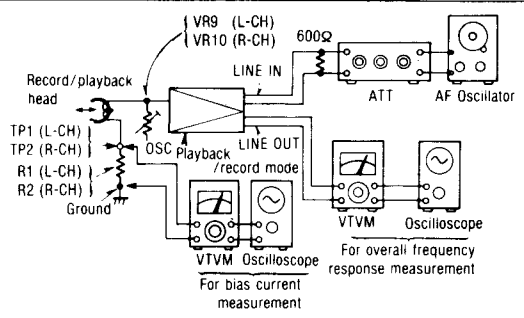 VR9 (L-CH)
VR10 (R-CH)
600Ω
LINE IN
ATT
AF Oscillator
Record/playback
head
OSC
Playback
/record mode
LINE OUT
TP1 (L-CH)
TP2 (R-CH)
R1 (L-CH)
R2 (R-CH)
Ground
VTVM
Oscilloscope
For bias current
measurement
VTVM
Oscilloscope
For overall frequency
response measurement